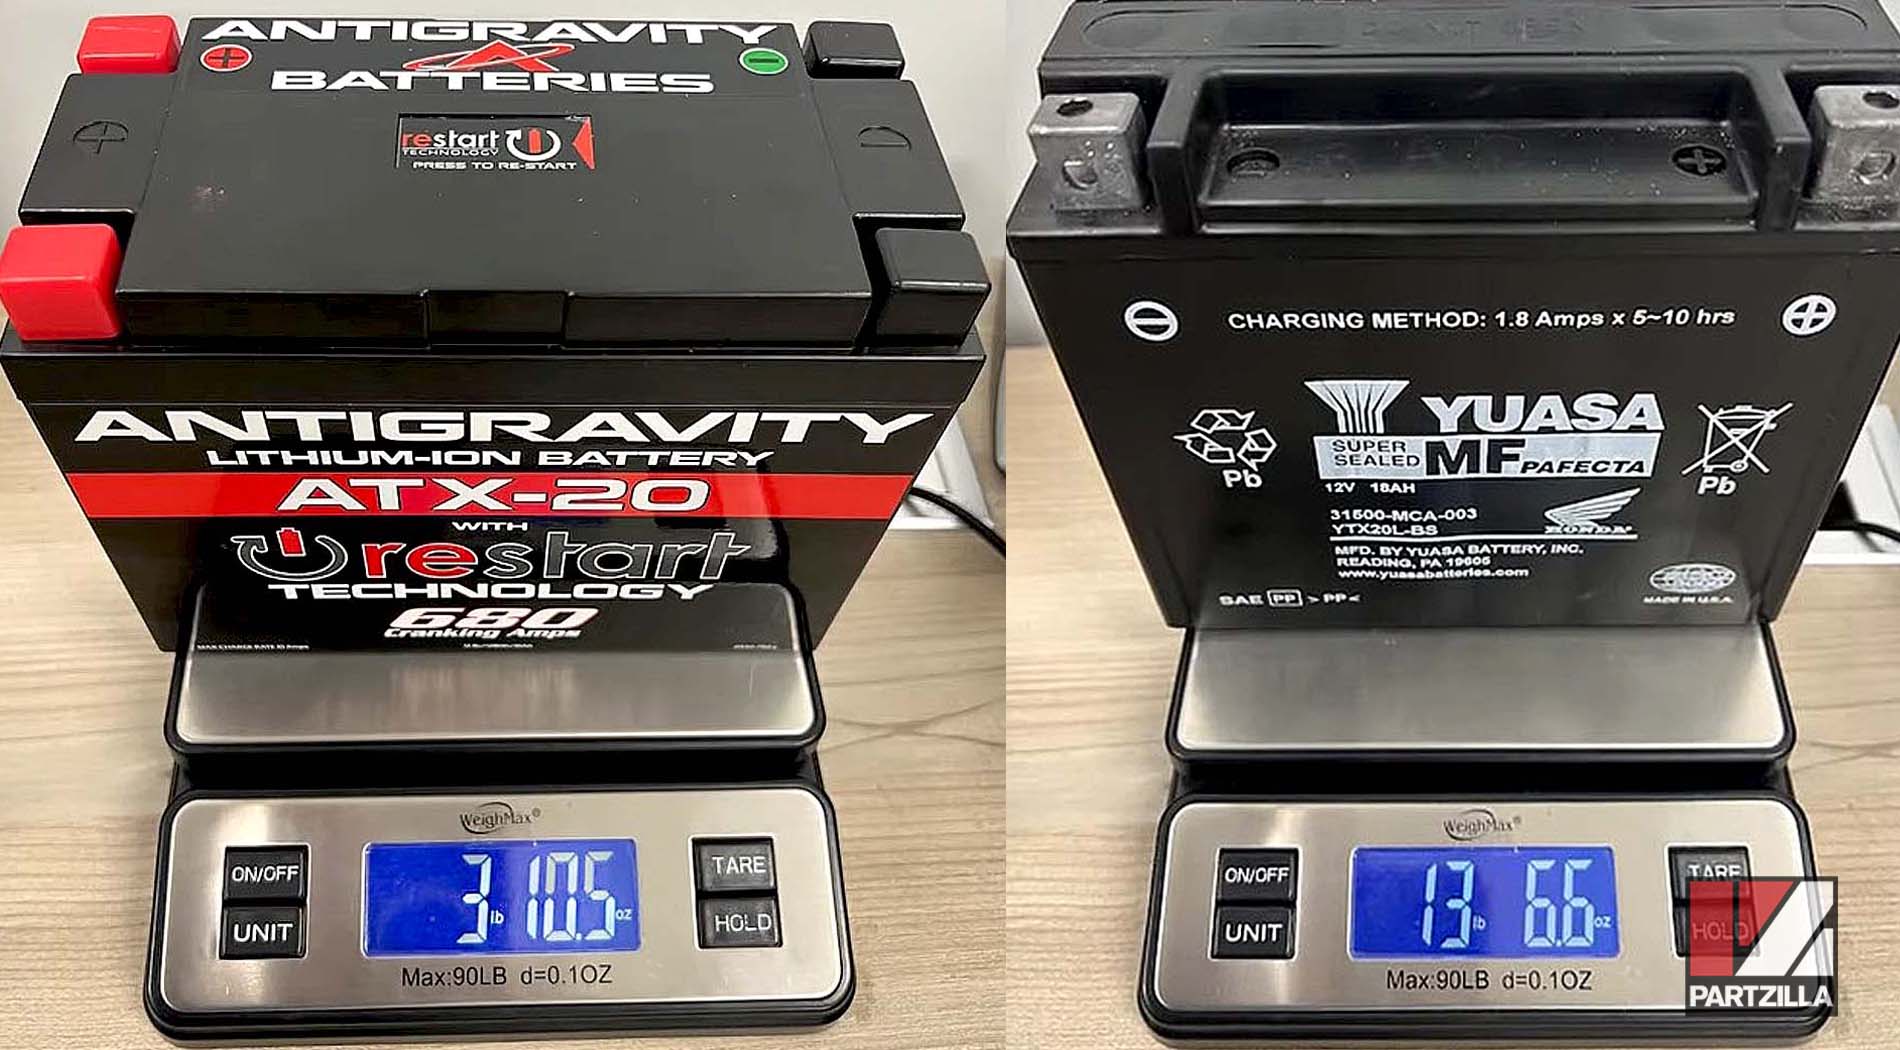 ANTIGRAVITY
BATTERIES
restart
TECHNOLOGY
PRESS TO RE-START
ANTIGRAVITY
LITHIUM-ION BATTERY
ATX-20
WITH
restart
TECHNOLOGY
680
Cranking Amps
WeighMax®
ON/OFF
UNIT
3 lb 10.5 oz
TARE
HOLD
Max:90LB d=0.1OZ
CHARGING METHOD: 1.8 Amps x 5~10 hrs
YUASA
SUPER SEALED MF PAFECTA
Pb
Pb
12V 18AH
31500-MCA-003
YTX20L-BS
HONDA
MFD. BY YUASA BATTERY, INC.
READING, PA 19605
www.yuasabatteries.com
SAE PP >PP<
MADE IN U.S.A.
WeighMax®
ON/OFF
UNIT
13 lb 6.6 oz
TARE
HOLD
Max:90LB d=0.1OZ
PARTZILLA